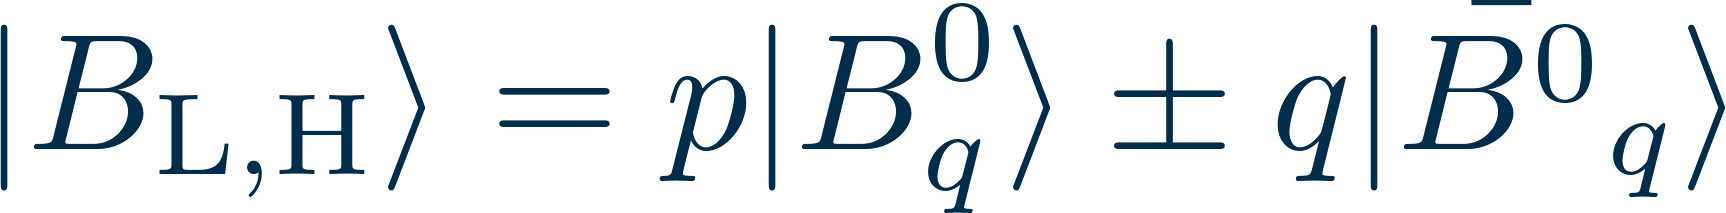 |B_{L,H}⟩ = p|B_q^0⟩ ± q|B̄^0_q⟩